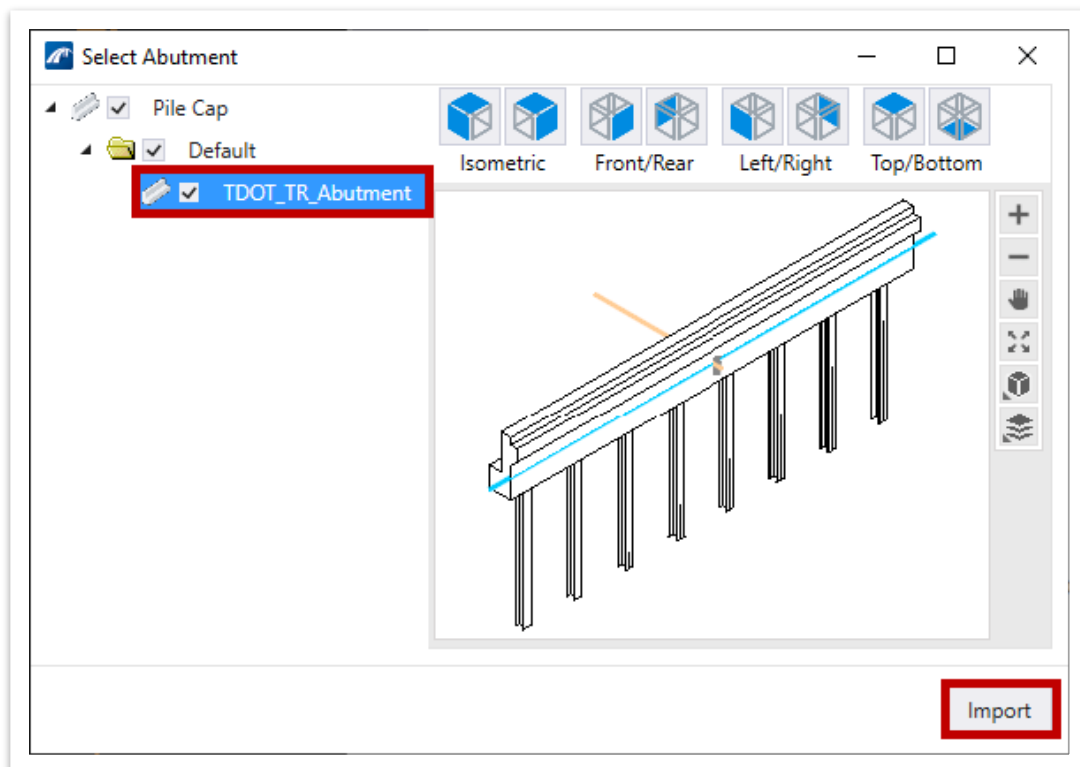 Select Abutment
Pile Cap
Default
TDOT_TR_Abutment
Isometric Front/Rear Left/Right Top/Bottom
Import